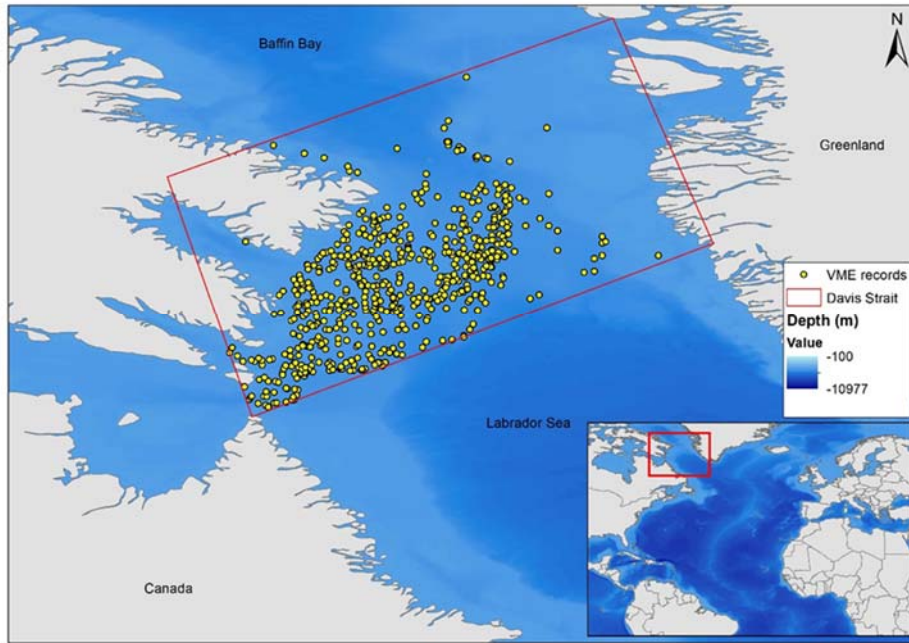 Baffin Bay
N
Greenland
VME records
Davis Strait
Depth (m)
Value
-100
-10977
Labrador Sea
Canada